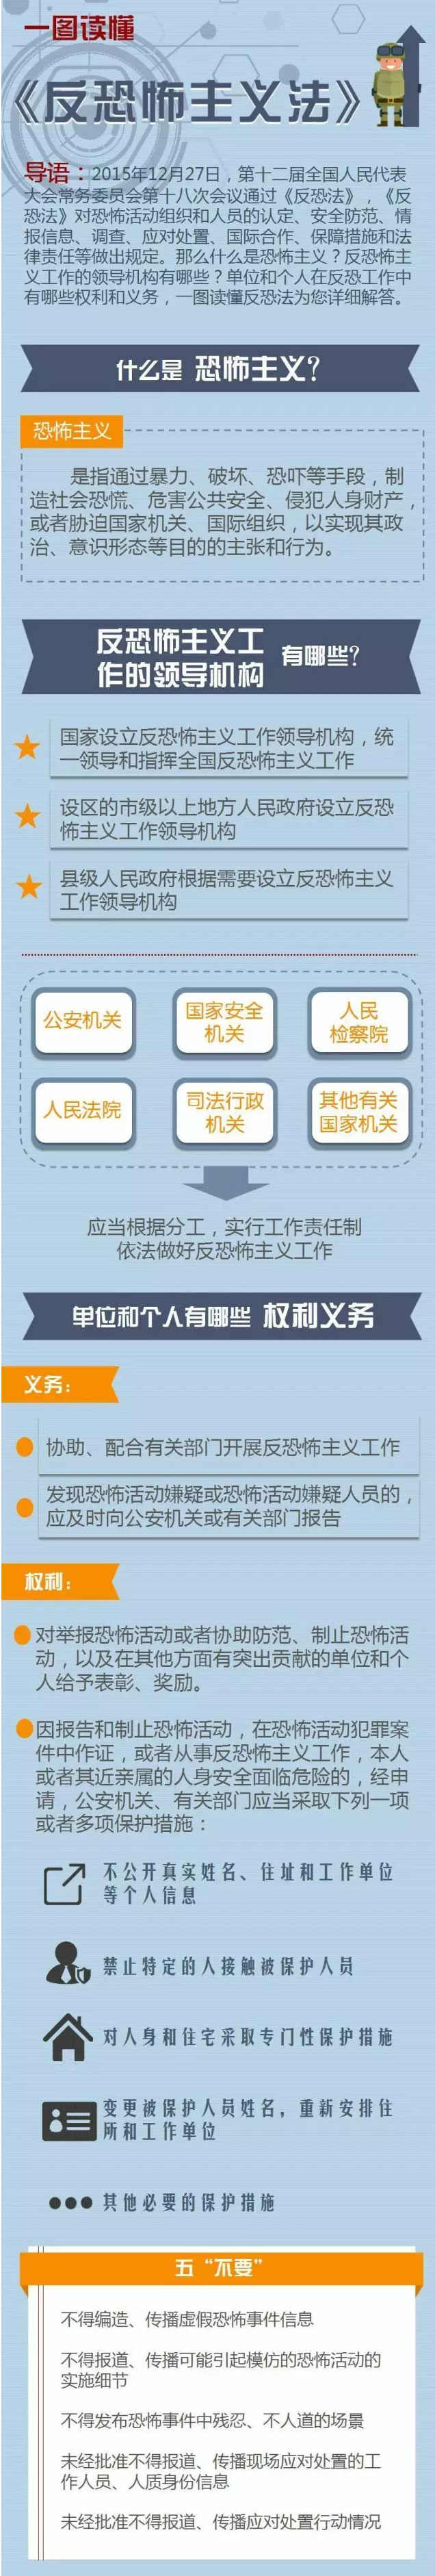 一图读懂
《反恐怖主义法》
导语：2015年12月27日，第十二届全国人民代表
大会常务委员会第十八次会议通过《反恐法》，《反
恐法》对恐怖活动组织和人员的认定、安全防范、情
报信息、调查、应对处置、国际合作、保障措施和法
律责任等做出规定。那么什么是恐怖主义？反恐怖主
义工作的领导机构有哪些？单位和个人在反恐工作中
有哪些权利和义务，一图读懂反恐法为您详细解答。
什么是 恐怖主义？
恐怖主义
是指通过暴力、破坏、恐吓等手段，制
造社会恐慌、危害公共安全、侵犯人身财产，
或者胁迫国家机关、国际组织，以实现其政
治、意识形态等目的的主张和行为。
反恐怖主义工
作的领导机构 有哪些？
国家设立反恐怖主义工作领导机构，统
一领导和指挥全国反恐怖主义工作
设区的市级以上地方人民政府设立反恐
怖主义工作领导机构
县级人民政府根据需要设立反恐怖主义
工作领导机构
公安机关
国家安全
机关
人民
检察院
人民法院
司法行政
机关
其他有关
国家机关
应当根据分工，实行工作责任制
依法做好反恐怖主义工作
单位和个人有哪些 权利义务
义务：
协助、配合有关部门开展反恐怖主义工作
发现恐怖活动嫌疑或恐怖活动嫌疑人员的，
应及时向公安机关或有关部门报告
权利：
对举报恐怖活动或者协助防范、制止恐怖活
动，以及在其他方面有突出贡献的单位和个
人给予表彰、奖励。
因报告和制止恐怖活动，在恐怖活动犯罪案
件中作证，或者从事反恐怖主义工作，本人
或者其近亲属的人身安全面临危险的，经申
请，公安机关、有关部门应当采取下列一项
或者多项保护措施：
不公开真实姓名、住址和工作单位
等个人信息
禁止特定的人接触被保护人员
对人身和住宅采取专门性保护措施
变更被保护人员姓名，重新安排住
所和工作单位
其他必要的保护措施
五“不要”
不得编造、传播虚假恐怖事件信息
不得报道、传播可能引起模仿的恐怖活动的
实施细节
不得发布恐怖事件中残忍、不人道的场景
未经批准不得报道、传播现场应对处置的工
作人员、人质身份信息
未经批准不得报道、传播应对处置行动情况